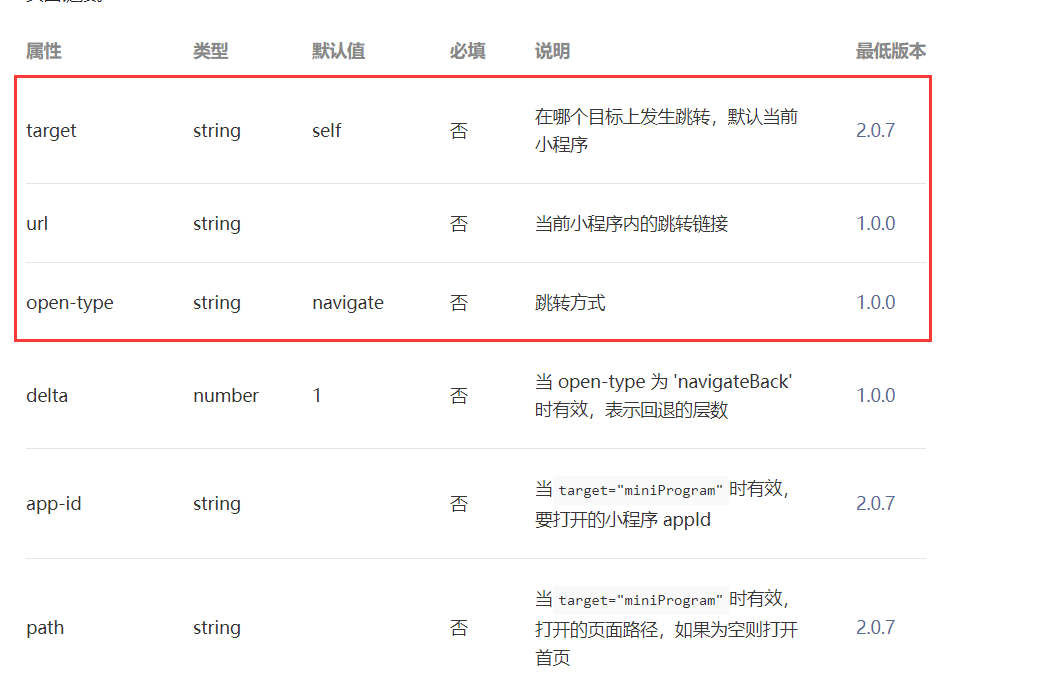 属性 类型 默认值 必填 说明 最低版本
target string self 否 在哪个目标上发生跳转，默认当前 2.0.7
小程序
url string 否 当前小程序内的跳转链接 1.0.0
open-type string navigate 否 跳转方式 1.0.0
delta number 1 否 当 open-type 为 'navigateBack' 1.0.0
时有效，表示回退的层数
app-id string 否 当 target="miniProgram" 时有效， 2.0.7
要打开的小程序 appId
path string 否 当 target="miniProgram" 时有效， 2.0.7
打开的页面路径，如果为空则打开
首页